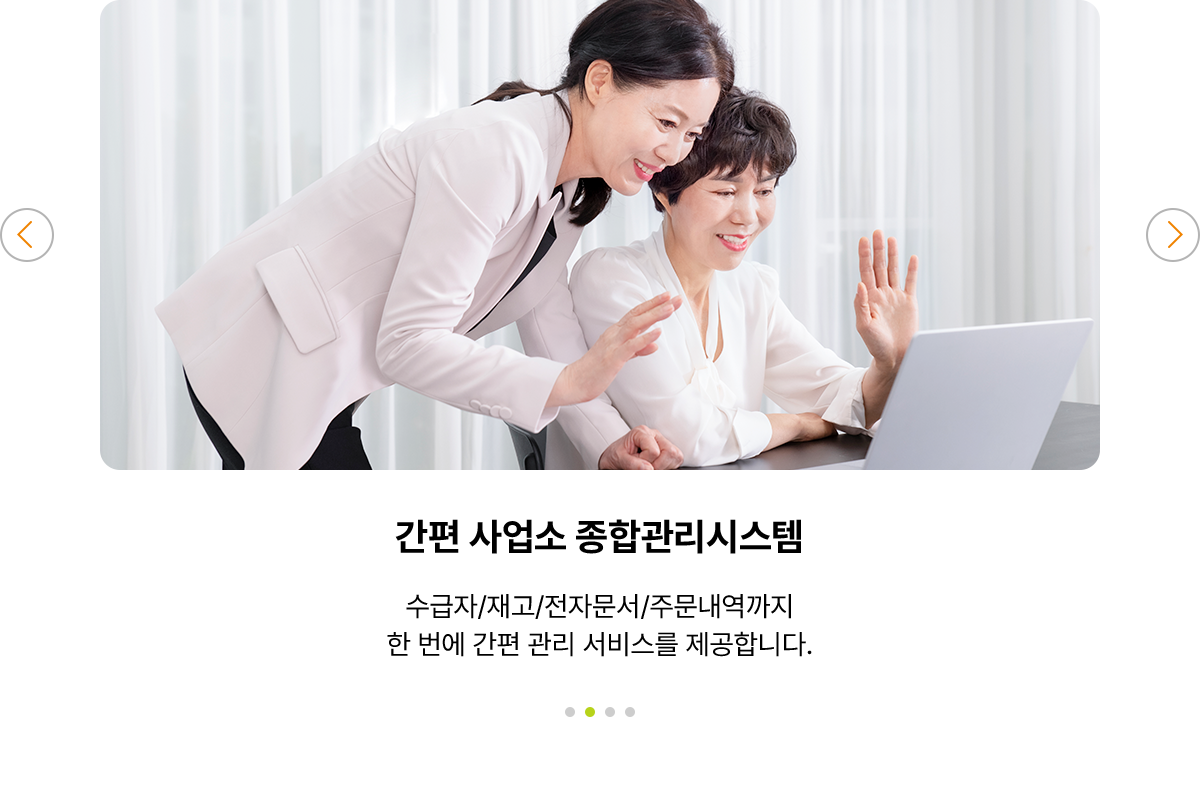 간편 사업소 종합관리시스템
수급자/재고/전자문서/주문내역까지
한 번에 간편 관리 서비스를 제공합니다.